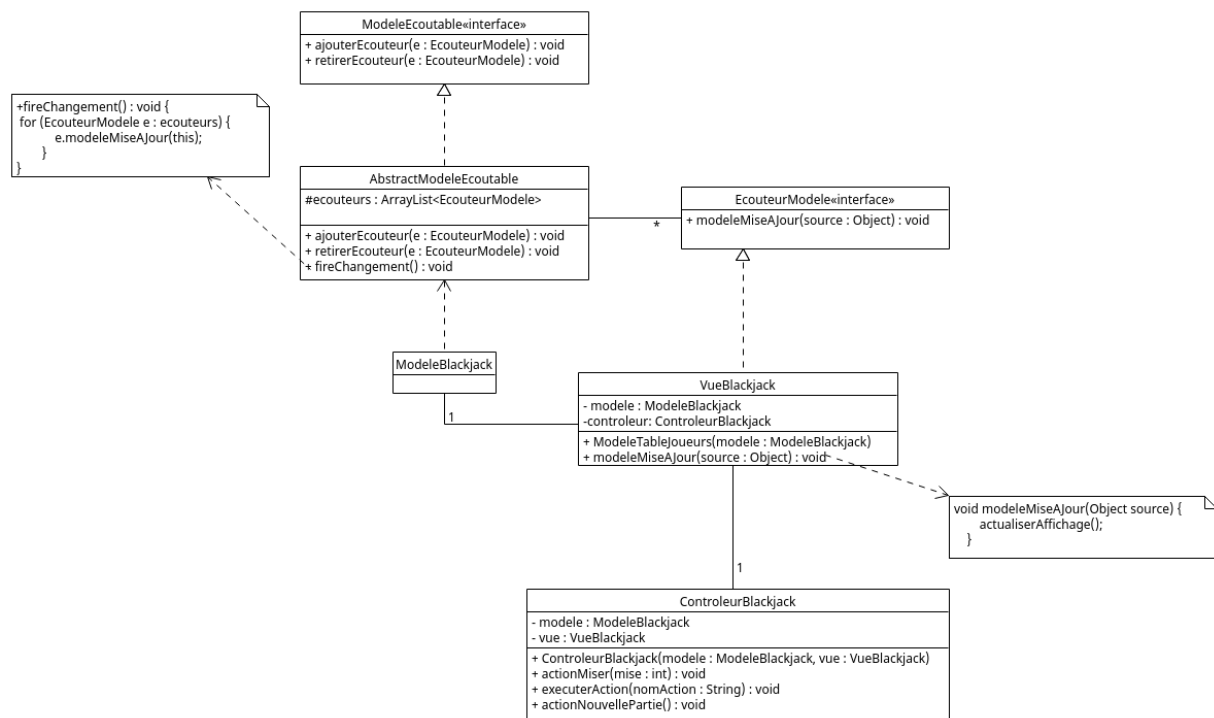 ModeleEcoutable«interface»
+ ajouterEcouteur(e : EcouteurModele) : void
+ retirerEcouteur(e : EcouteurModele) : void
+fireChangement() : void {
for (EcouteurModele e : ecouteurs) {
e.modeleMiseAJour(this);
}
}
AbstractModeleEcoutable
#ecouteurs : ArrayList<EcouteurModele>
+ ajouterEcouteur(e : EcouteurModele) : void
+ retirerEcouteur(e : EcouteurModele) : void
+ fireChangement() : void
EcouteurModele«interface»
+ modeleMiseAJour(source : Object) : void
*
ModeleBlackjack
1
VueBlackjack
- modele : ModeleBlackjack
-controleur: ControleurBlackjack
+ ModeleTableJoueurs(modele : ModeleBlackjack)
+ modeleMiseAJour(source : Object) : void
void modeleMiseAJour(Object source) {
actualiserAffichage();
}
1
ControleurBlackjack
- modele : ModeleBlackjack
- vue : VueBlackjack
+ ControleurBlackjack(modele : ModeleBlackjack, vue : VueBlackjack)
+ actionMiser(mise : int) : void
+ executerAction(nomAction : String) : void
+ actionNouvellePartie() : void